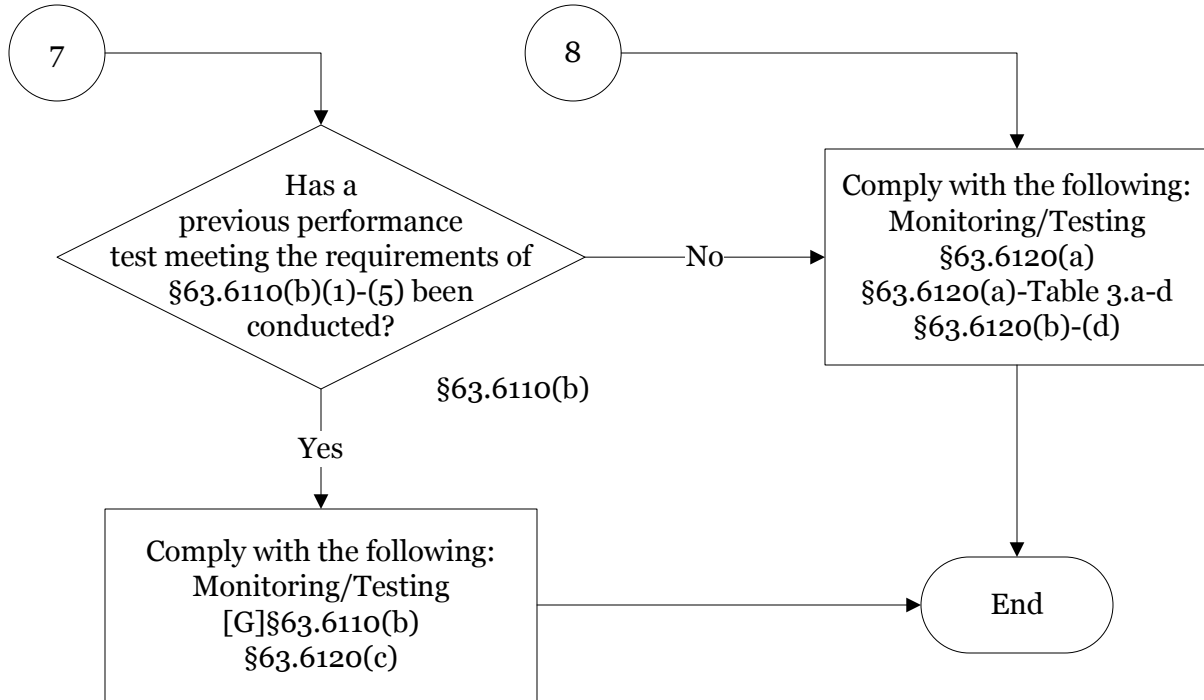 7
8
Has a
previous performance
test meeting the requirements of
§63.6110(b)(1)-(5) been
conducted?
No
Comply with the following:
Monitoring/Testing
§63.6120(a)
§63.6120(a)-Table 3.a-d
§63.6120(b)-(d)
§63.6110(b)
Yes
Comply with the following:
Monitoring/Testing
[G]§63.6110(b)
§63.6120(c)
End